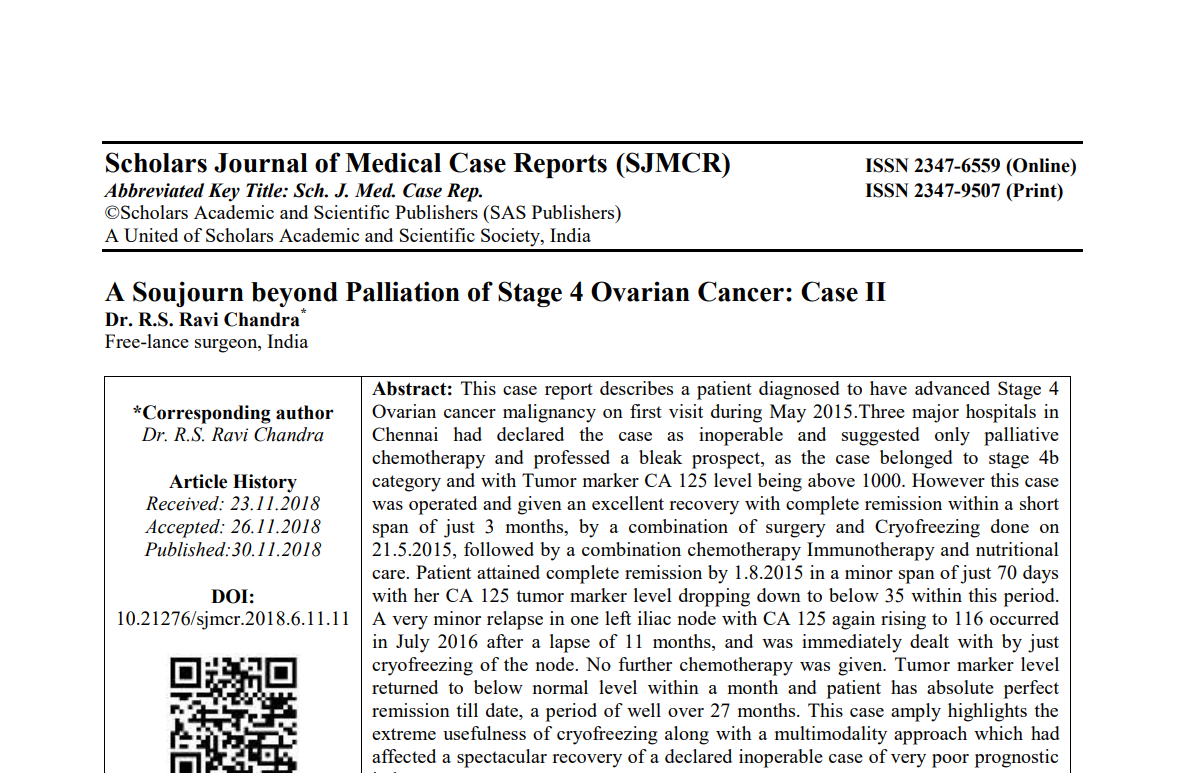 Scholars Journal of Medical Case Reports (SJMCR)
ISSN 2347-6559 (Online)
Abbreviated Key Title: Sch. J. Med. Case Rep.
ISSN 2347-9507 (Print)
©Scholars Academic and Scientific Publishers (SAS Publishers)
A United of Scholars Academic and Scientific Society, India
A Soujourn beyond Palliation of Stage 4 Ovarian Cancer: Case II
Dr. R.S. Ravi Chandra*
Free-lance surgeon, India
*Corresponding author
Dr. R.S. Ravi Chandra
Article History
Received: 23.11.2018
Accepted: 26.11.2018
Published:30.11.2018
DOI:
10.21276/sjmcr.2018.6.11.11
Abstract: This case report describes a patient diagnosed to have advanced Stage 4
Ovarian cancer malignancy on first visit during May 2015.Three major hospitals in
Chennai had declared the case as inoperable and suggested only palliative
chemotherapy and professed a bleak prospect, as the case belonged to stage 4b
category and with Tumor marker CA 125 level being above 1000. However this case
was operated and given an excellent recovery with complete remission within a short
span of just 3 months, by a combination of surgery and Cryofreezing done on
21.5.2015, followed by a combination chemotherapy Immunotherapy and nutritional
care. Patient attained complete remission by 1.8.2015 in a minor span of just 70 days
with her CA 125 tumor marker level dropping down to below 35 within this period.
A very minor relapse in one left iliac node with CA 125 again rising to 116 occurred
in July 2016 after a lapse of 11 months, and was immediately dealt with by just
cryofreezing of the node. No further chemotherapy was given. Tumor marker level
returned to below normal level within a month and patient has absolute perfect
remission till date, a period of well over 27 months. This case amply highlights the
extreme usefulness of cryofreezing along with a multimodality approach which had
affected a spectacular recovery of a declared inoperable case of very poor prognostic